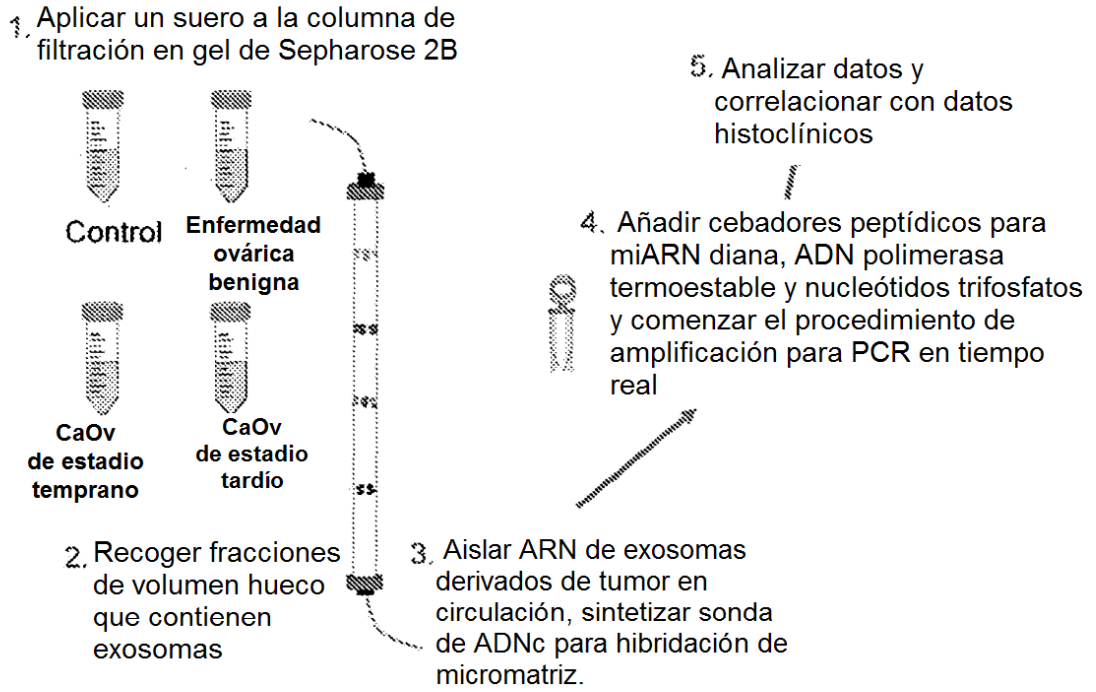 1. Aplicar un suero a la columna de
filtración en gel de Sepharose 2B
Control
Enfermedad
ovárica
benigna
CaOv
de estadio
temprano
CaOv
de estadio
tardío
2. Recoger fracciones
de volumen hueco
que contienen
exosomas
3. Aislar ARN de exosomas
derivados de tumor en
circulación, sintetizar sonda
de ADNc para hibridación de
micromatriz.
4. Añadir cebadores peptídicos para
miARN diana, ADN polimerasa
termoestable y nucleótidos trifosfatos
y comenzar el procedimiento de
amplificación para PCR en tiempo
real
5. Analizar datos y
correlacionar con datos
histoclínicos